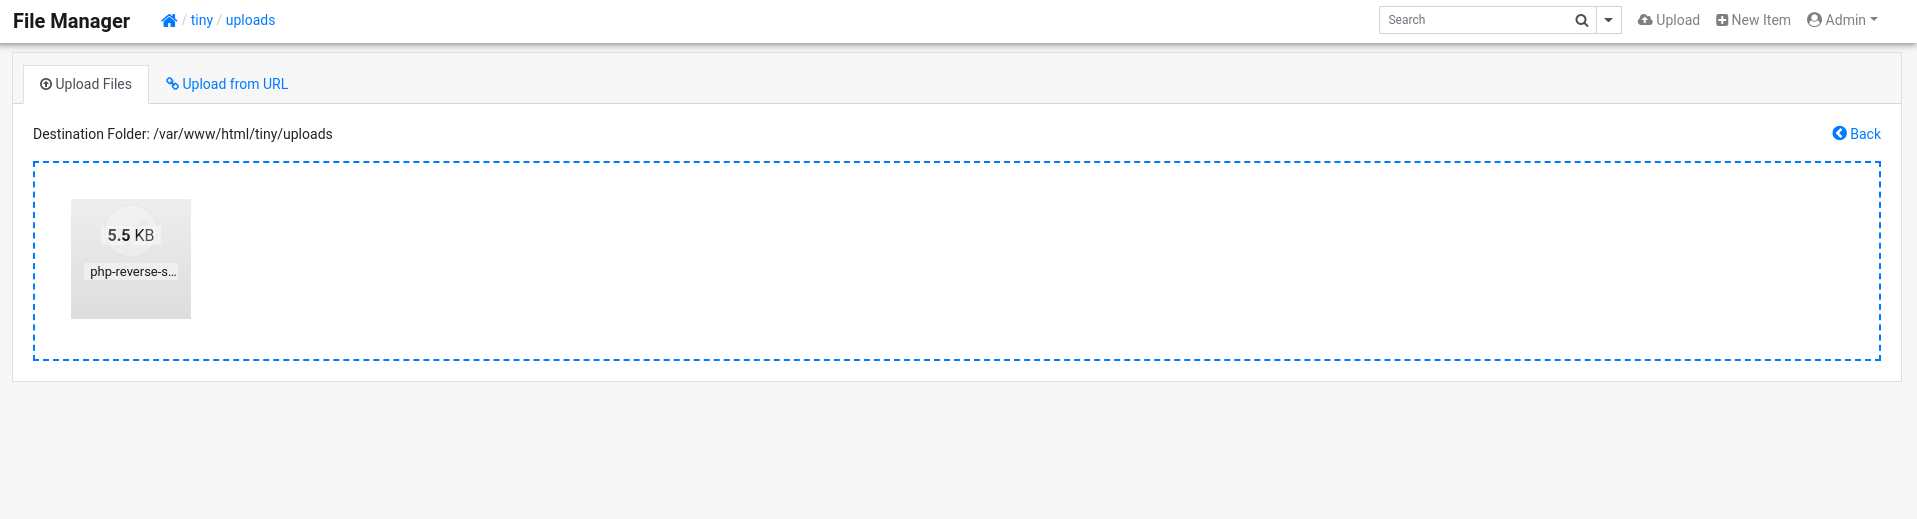 File Manager / tiny / uploads Search Upload New Item Admin
Upload Files Upload from URL
Destination Folder: /var/www/html/tiny/uploads Back
5.5 KB
php-reverse-s...